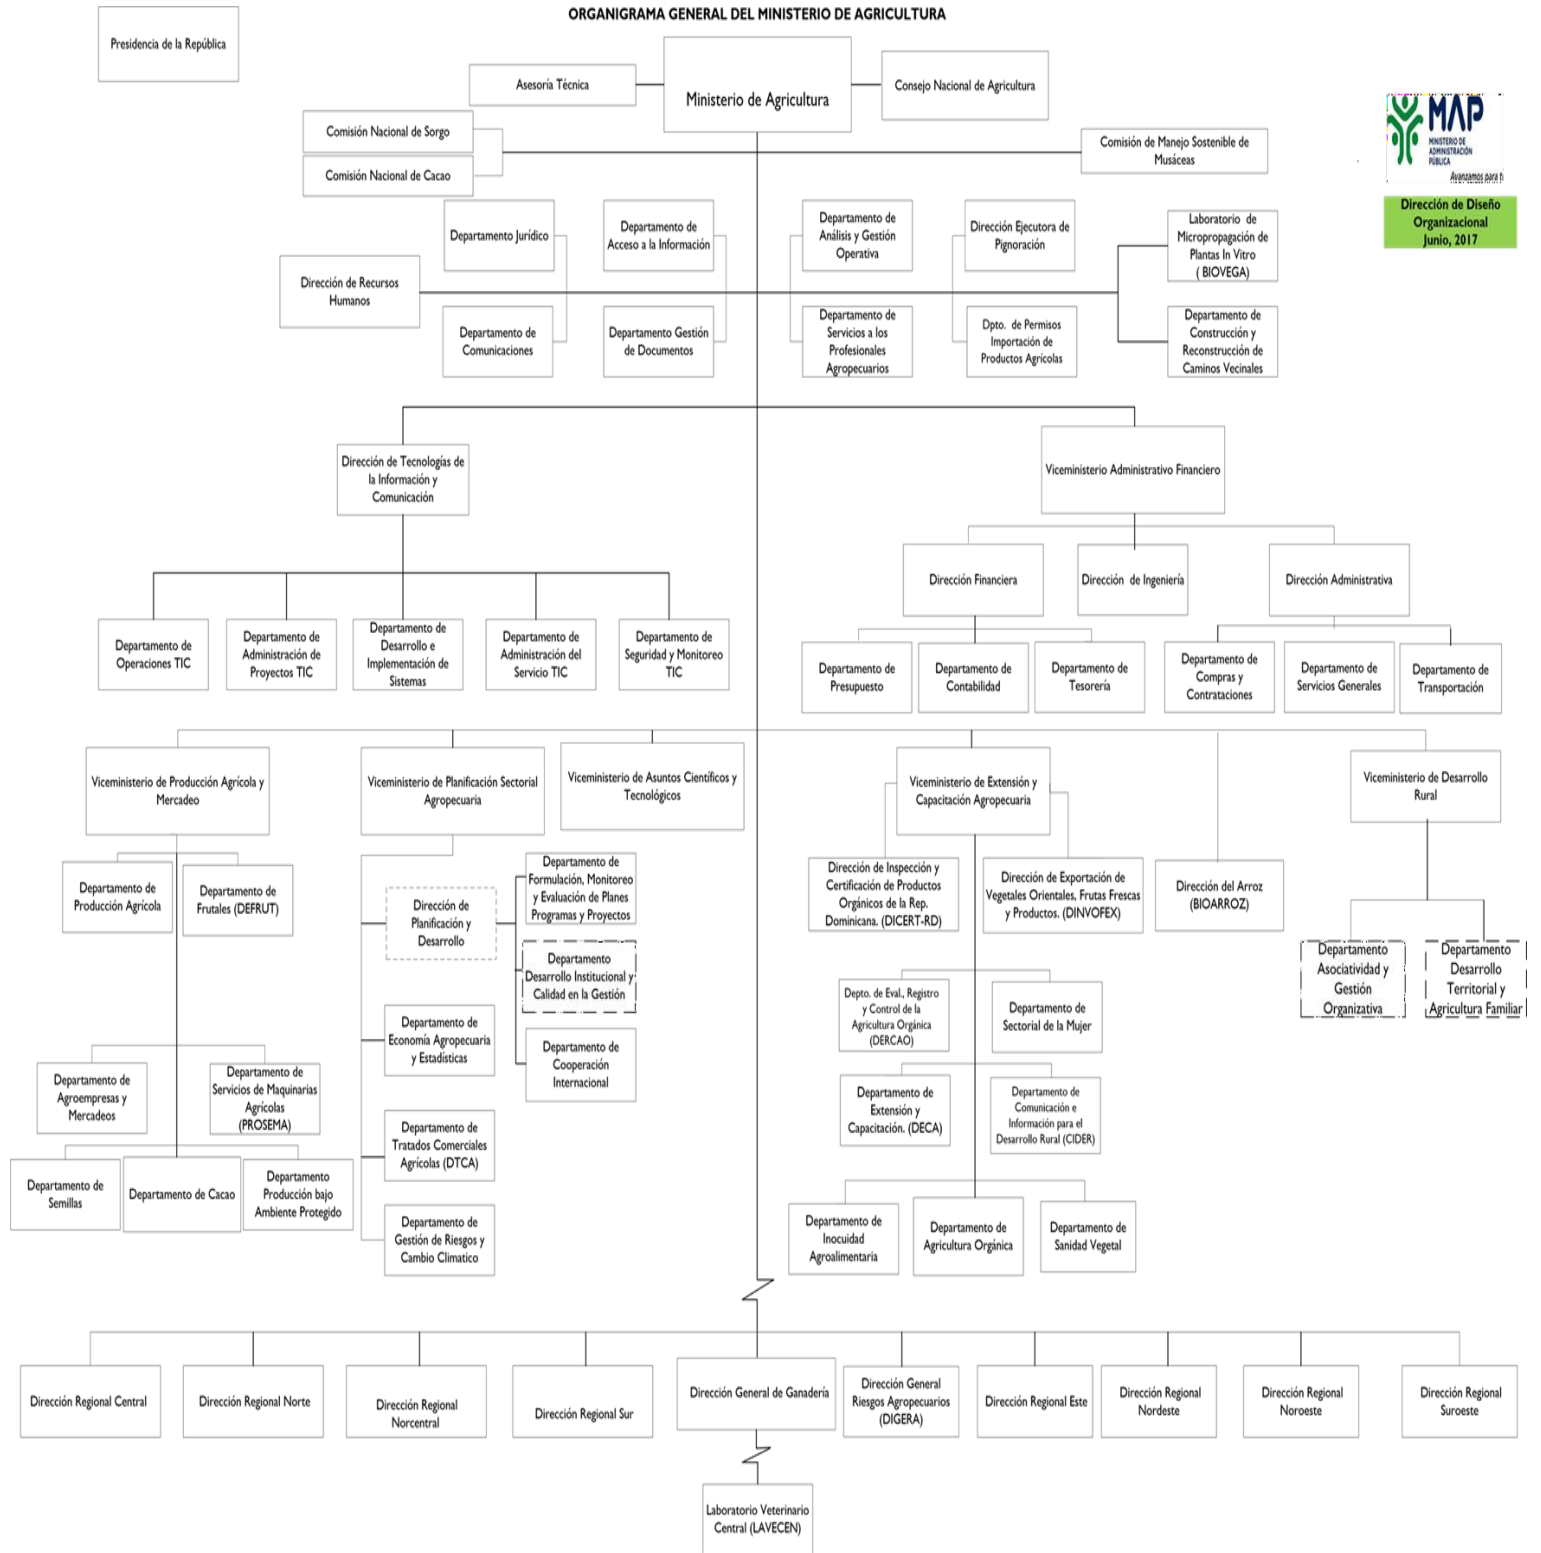 ORGANIGRAMA GENERAL DEL MINISTERIO DE AGRICULTURA
Presidencia de la República
Asesoría Técnica
Ministerio de Agricultura
Consejo Nacional de Agricultura
Comisión Nacional de Sorgo
Comisión Nacional de Cacao
Comisión de Manejo Sostenible de
Musáceas
MAP
MINISTERIO DE
ADMINISTRACIÓN
PÚBLICA
Avanzamos para ti
Dirección de Diseño
Organizacional
Junio, 2017
Departamento Jurídico
Departamento de
Acceso a la Información
Departamento de
Análisis y Gestión
Operativa
Dirección Ejecutora de
Pignoración
Laboratorio de
Micropropagación de
Plantas In Vitro
( BIOVEGA)
Dirección de Recursos
Humanos
Departamento de
Comunicaciones
Departamento Gestión
de Documentos
Departamento de
Servicios a los
Profesionales
Agropecuarios
Dpto. de Permisos
Importación de
Productos Agrícolas
Departamento de
Construcción y
Reconstrucción de
Caminos Vecinales
Dirección de Tecnologías de
la Información y
Comunicación
Viceministerio Administrativo Financiero
Dirección Financiera
Dirección de Ingeniería
Dirección Administrativa
Departamento de
Operaciones TIC
Departamento de
Administración de
Proyectos TIC
Departamento de
Desarrollo e
Implementación de
Sistemas
Departamento de
Administración del
Servicio TIC
Departamento de
Seguridad y Monitoreo
TIC
Departamento de
Presupuesto
Departamento de
Contabilidad
Departamento de
Tesorería
Departamento de
Compras y
Contrataciones
Departamento de
Servicios Generales
Departamento de
Transportación
Viceministerio de Producción Agrícola y
Mercadeo
Viceministerio de Planificación Sectorial
Agropecuaria
Viceministerio de Asuntos Científicos y
Tecnológicos
Viceministerio de Extensión y
Capacitación Agropecuaria
Viceministerio de Desarrollo
Rural
Departamento de
Producción Agrícola
Departamento de
Frutales (DEFRUT)
Dirección de
Planificación y
Desarrollo
Departamento de
Formulación, Monitoreo
y Evaluación de Planes
Programas y Proyectos
Departamento
Desarrollo Institucional y
Calidad en la Gestión
Departamento de
Cooperación
Internacional
Dirección de Inspección y
Certificación de Productos
Orgánicos de la Rep.
Dominicana. (DICERT-RD)
Dirección de Exportación de
Vegetales Orientales, Frutas Frescas
y Productos. (DINVOFEX)
Dirección del Arroz
(BIOARROZ)
Departamento
Asociatividad y
Gestión
Organizativa
Departamento
Desarrollo
Territorial y
Agricultura Familiar
Departamento de
Economía Agropecuaria
y Estadísticas
Depto. de Eval., Registro
y Control de la
Agricultura Orgánica
(DERCAO)
Departamento de
Sectorial de la Mujer
Departamento de
Agroempresas y
Mercadeos
Departamento de
Servicios de Maquinarias
Agrícolas
(PROSEMA)
Departamento de
Tratados Comerciales
Agrícolas (DTCA)
Departamento de
Extensión y
Capacitación. (DECA)
Departamento de
Comunicación e
Información para el
Desarrollo Rural (CIDER)
Departamento de
Semillas
Departamento de Cacao
Departamento
Producción bajo
Ambiente Protegido
Departamento de
Gestión de Riesgos y
Cambio Climatico
Departamento de
Inocuidad
Agroalimentaria
Departamento de
Agricultura Orgánica
Departamento de
Sanidad Vegetal
Dirección Regional Central
Dirección Regional Norte
Dirección Regional
Norcentral
Dirección Regional Sur
Dirección General de Ganadería
Dirección General
Riesgos Agropecuarios
(DIGERA)
Dirección Regional Este
Dirección Regional
Nordeste
Dirección Regional
Noroeste
Dirección Regional
Suroeste
Laboratorio Veterinario
Central (LAVECEN)